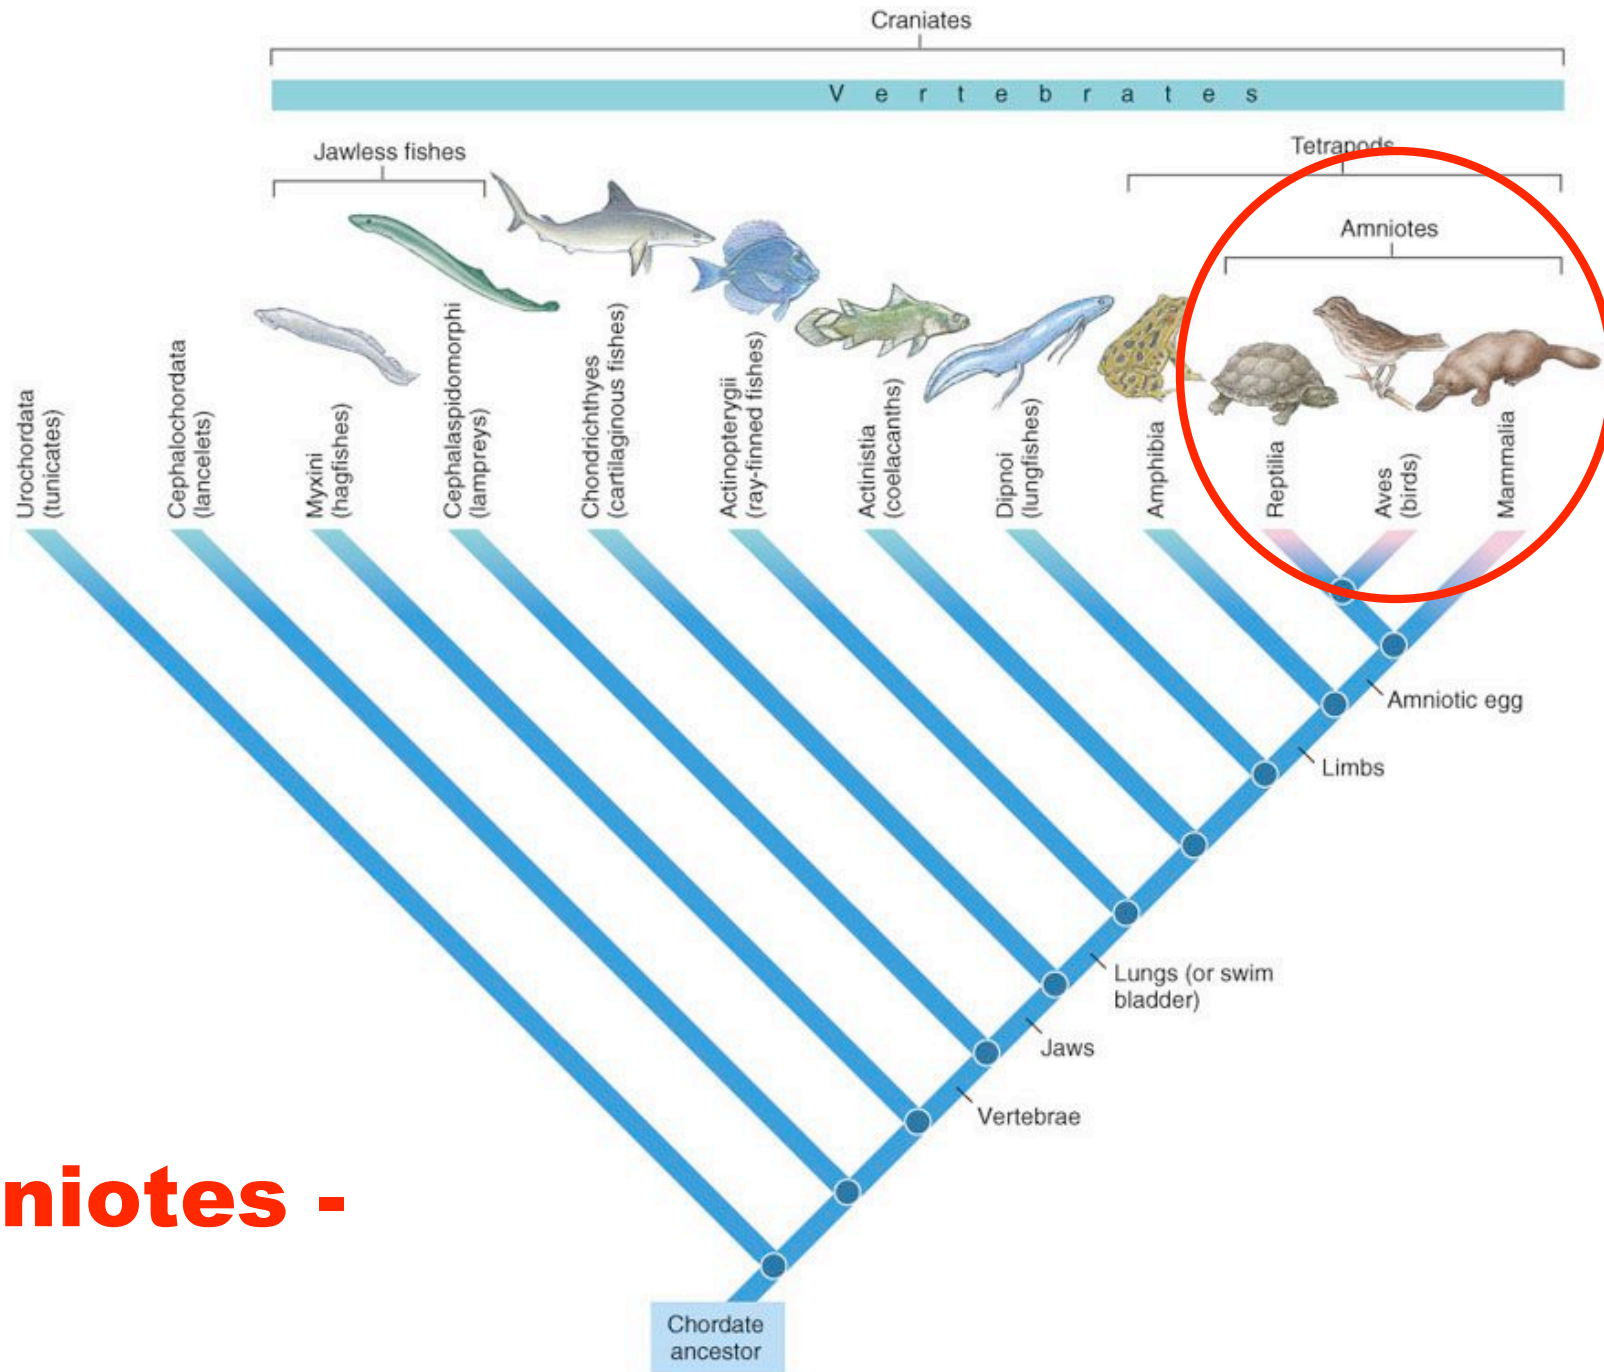 Craniates
Vertebrates
Jawless fishes
Tetrapods
Amniotes
Urochordata
(tunicates)
Cephalochordata
(lancelets)
Myxini
(hagfishes)
Cephalaspidomorphi
(lampreys)
Chondrichthyes
(cartilaginous fishes)
Actinopterygii
(ray-finned fishes)
Actinistia
(coelacanths)
Dipnoi
(lungfishes)
Amphibia
Reptilia
Aves
(birds)
Mammalia
Amniotic egg
Limbs
Lungs (or swim
bladder)
Jaws
Vertebrae
niotes -
Chordate
ancestor